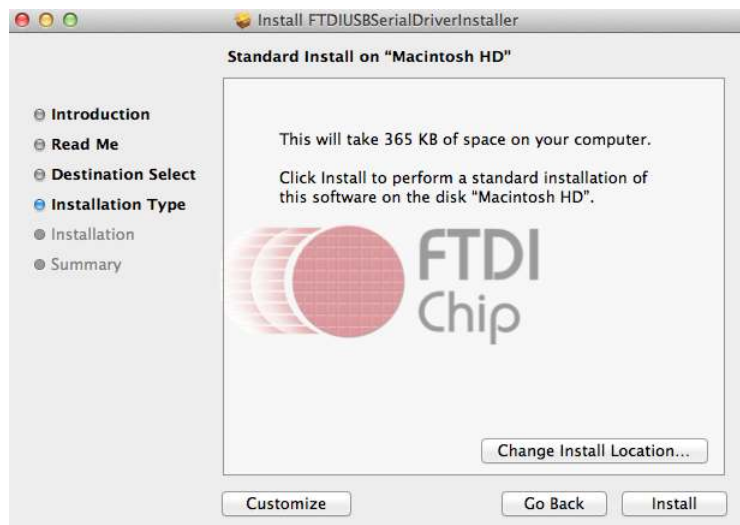 Install FTDIUSBSerialDriverInstaller
Standard Install on “Macintosh HD”
Introduction
Read Me
Destination Select
Installation Type
Installation
Summary
This will take 365 KB of space on your computer.
Click Install to perform a standard installation of
this software on the disk “Macintosh HD”.
FTDI
Chip
Change Install Location...
Customize
Go Back
Install